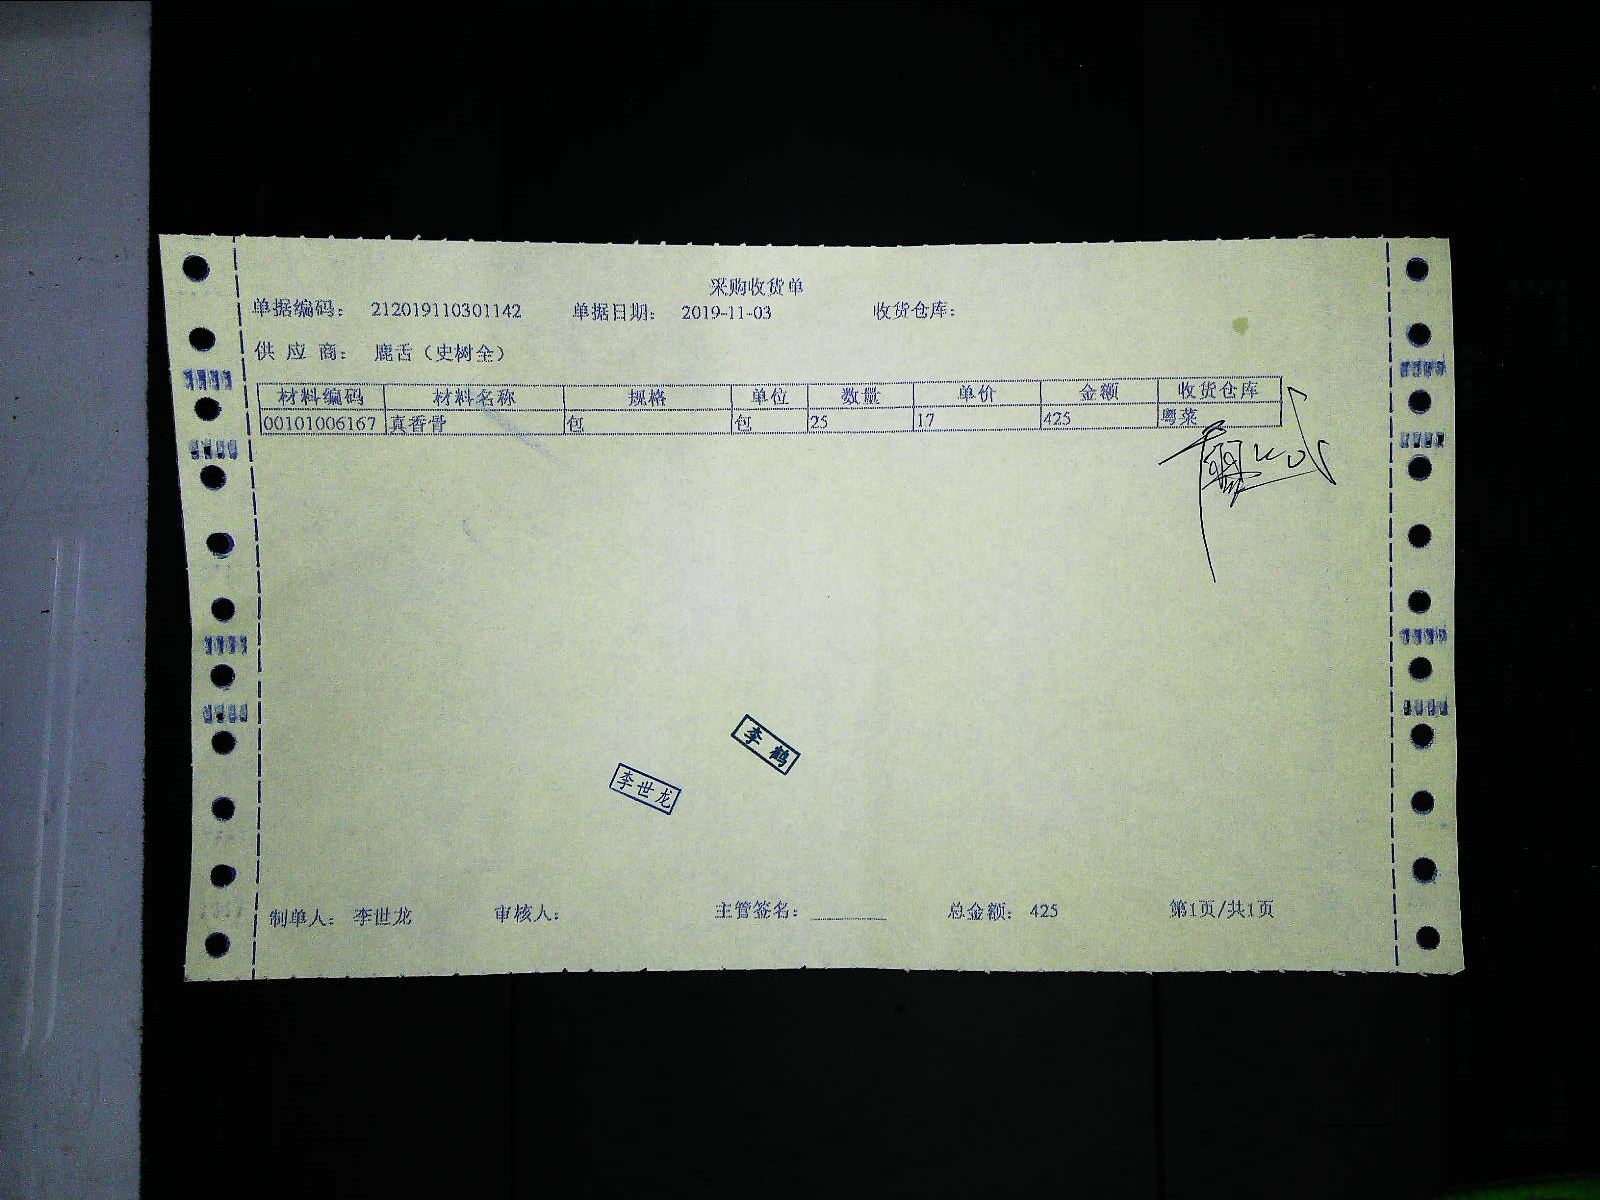 采购收货单
单据编码： 212019110301142 单据日期： 2019-11-03 收货仓库：
供 应 商： 鹿舌（史树全）
材料编码 材料名称 规格 单位 数量 单价 金额 收货仓库
00101006167 真香骨 包 包 25 17 425 粤菜
李鹤
李世龙
制单人： 李世龙 审核人： 主管签名：________ 总金额： 425 第1页/共1页